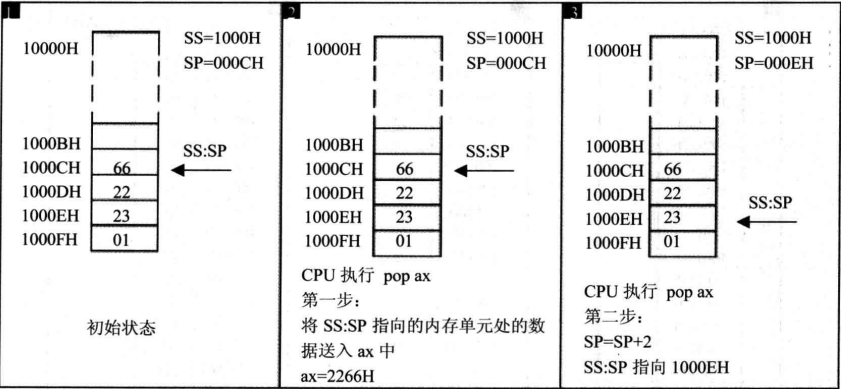 1
10000H
SS=1000H
SP=000CH
1000BH
1000CH 66
SS:SP
1000DH 22
1000EH 23
1000FH 01
初始状态
2
10000H
SS=1000H
SP=000CH
1000BH
1000CH 66
SS:SP
1000DH 22
1000EH 23
1000FH 01
CPU 执行 pop ax
第一步：
将 SS:SP 指向的内存单元处的数
据送入 ax 中
ax=2266H
3
10000H
SS=1000H
SP=000EH
1000BH
1000CH 66
1000DH 22
SS:SP
1000EH 23
1000FH 01
CPU 执行 pop ax
第二步：
SP=SP+2
SS:SP 指向 1000EH